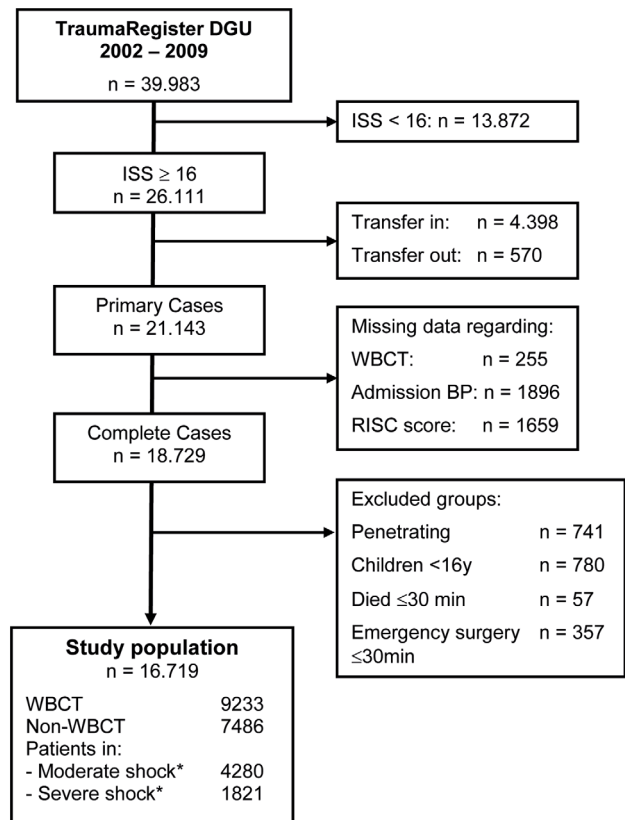 TraumaRegister DGU
2002 – 2009
n = 39.983
ISS < 16: n = 13.872
ISS ≥ 16
n = 26.111
Transfer in: n = 4.398
Transfer out: n = 570
Primary Cases
n = 21.143
Missing data regarding:
WBCT: n = 255
Admission BP: n = 1896
RISC score: n = 1659
Complete Cases
n = 18.729
Excluded groups:
Penetrating n = 741
Children <16y n = 780
Died ≤30 min n = 57
Emergency surgery n = 357
≤30min
Study population
n = 16.719
WBCT 9233
Non-WBCT 7486
Patients in:
- Moderate shock* 4280
- Severe shock* 1821